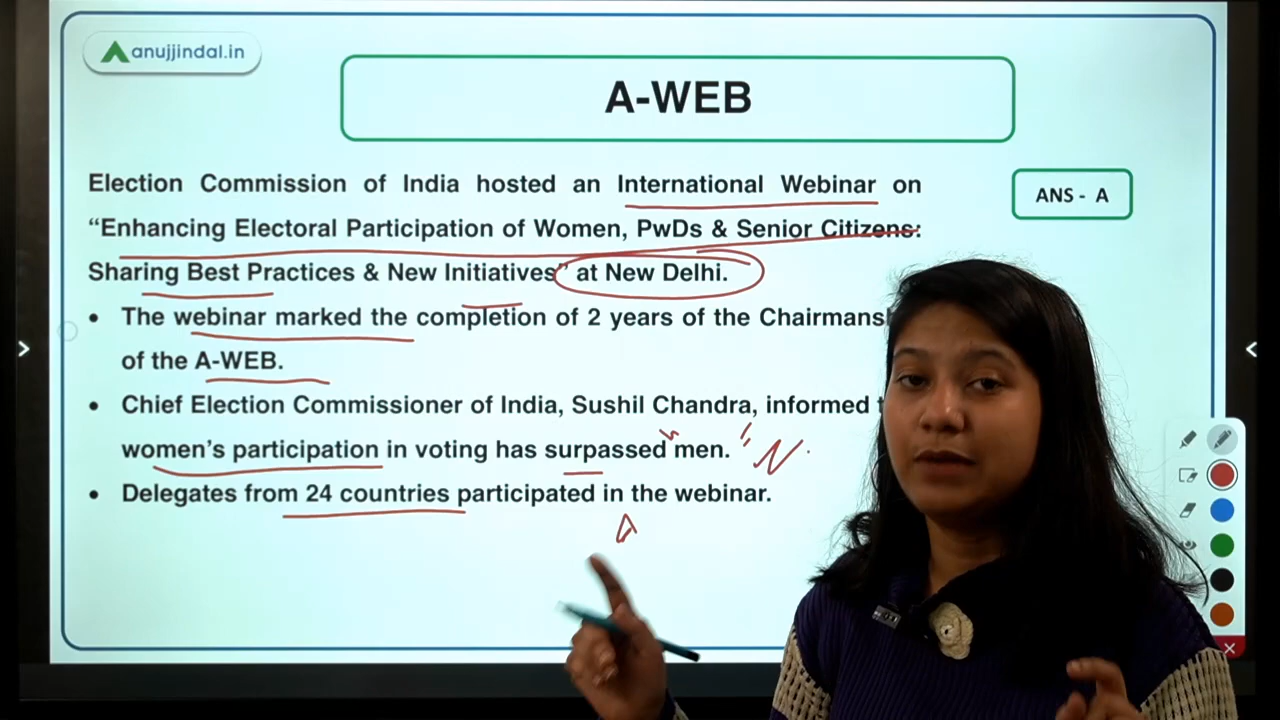 anujjindal.in
A-WEB
Election Commission of India hosted an International Webinar on
ANS - A
“Enhancing Electoral Participation of Women, PwDs & Senior Citizens:
Sharing Best Practices & New Initiatives” at New Delhi.
• The webinar marked the completion of 2 years of the
of the A-WEB.
• Chief Election Commissioner of India, Sushil Chandra, informed
women’s participation in voting has surpassed men.
• Delegates from 24 countries participated in the webinar.